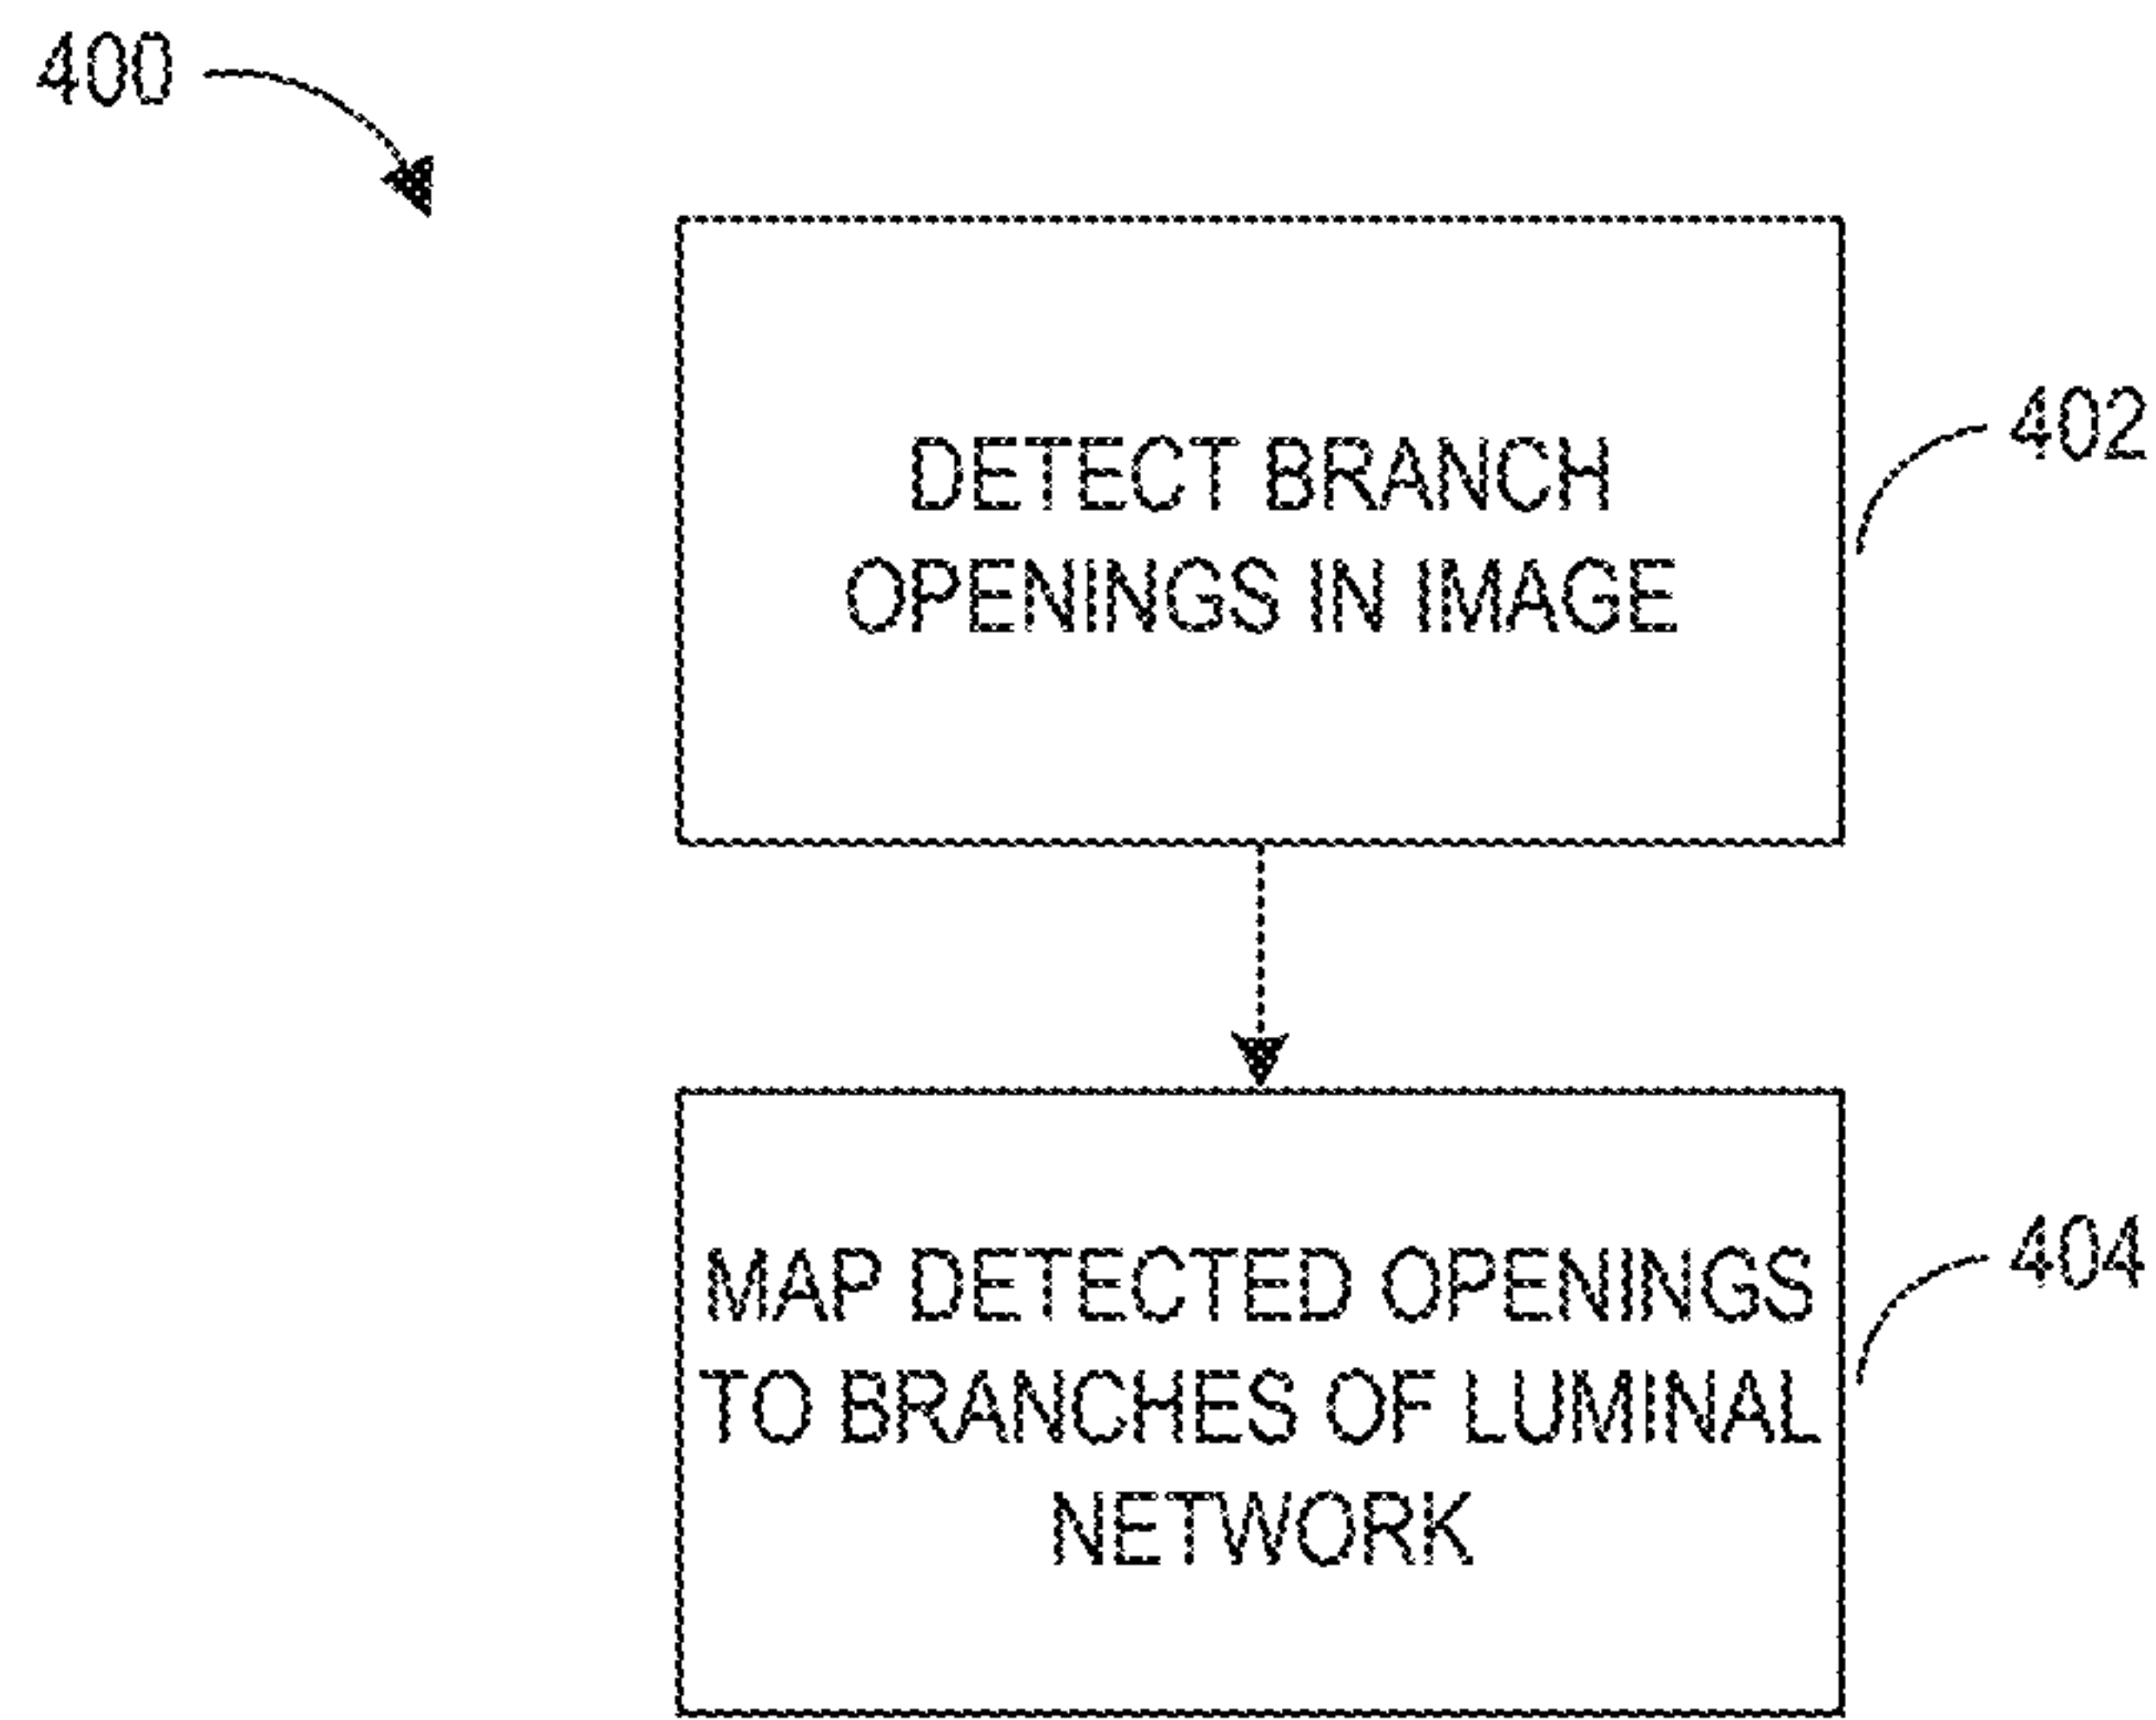 400
DETECT BRANCH
OPENINGS IN IMAGE
402
MAP DETECTED OPENINGS
TO BRANCHES OF LUMINAL
NETWORK
404